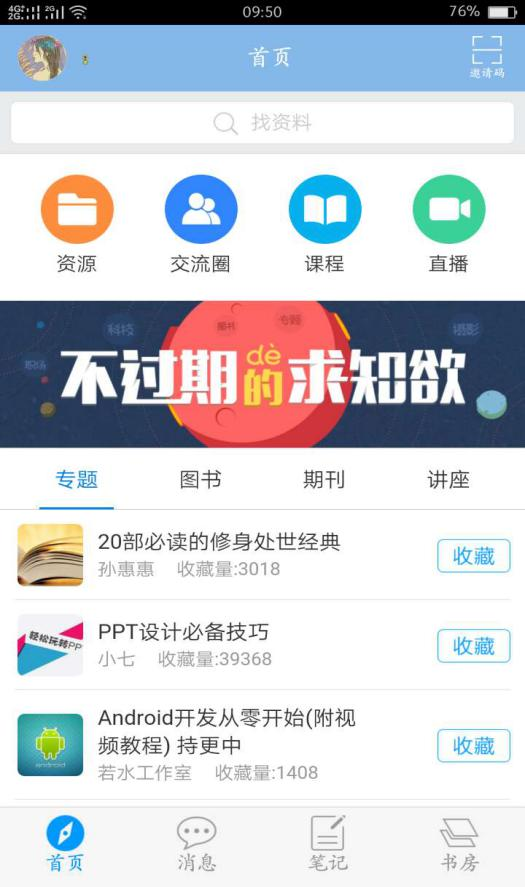 4G 2G 2G 09:50 76%
首页
邀请码
找资料
资源 交流圈 课程 直播
科技 图书 专题 摄影
职场
dè
不过期的求知欲
专题 图书 期刊 讲座
20部必读的修身处世经典
孙惠惠 收藏量:3018
收藏
轻松玩转PP
PPT设计必备技巧
小七 收藏量:39368
收藏
Android开发从零开始(附视
频教程) 持更中
若水工作室 收藏量:1408
收藏
android
首页 消息 笔记 书房